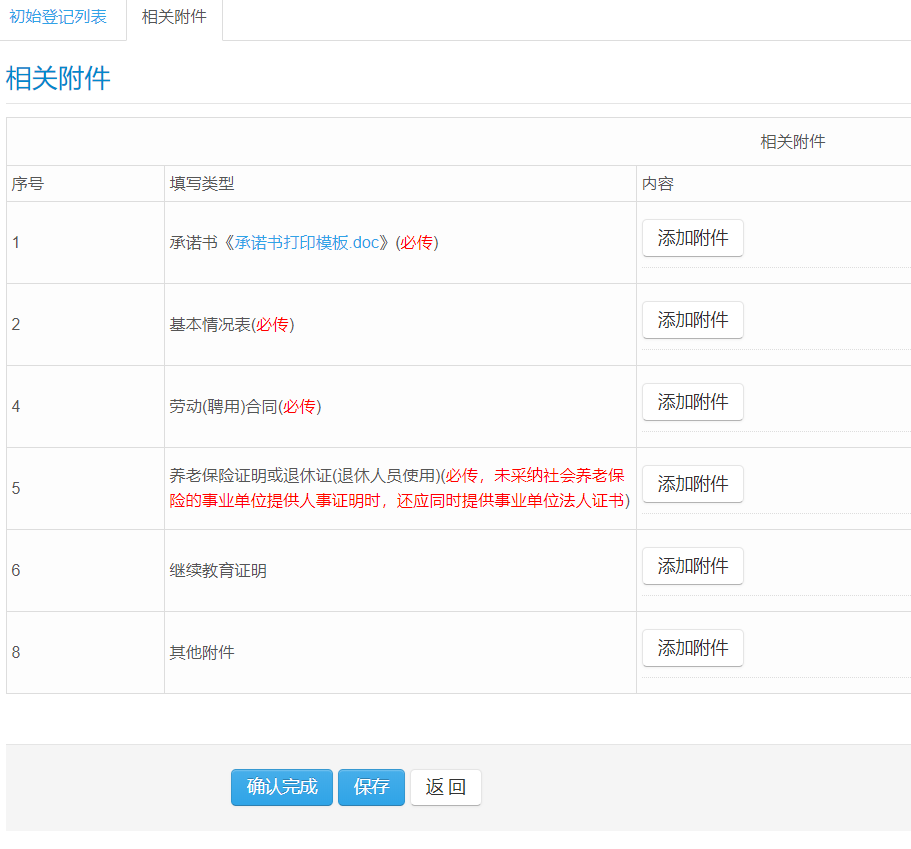 初始登记列表 相关附件
相关附件
相关附件
序号 填写类型 内容
1 承诺书《承诺书打印模板.doc》(必传) 添加附件
2 基本情况表(必传) 添加附件
4 劳动(聘用)合同(必传) 添加附件
5 养老保险证明或退休证(退休人员使用)(必传，未采纳社会养老保
险的事业单位提供人事证明时，还应同时提供事业单位法人证书) 添加附件
6 继续教育证明 添加附件
8 其他附件 添加附件
确认完成 保存 返 回